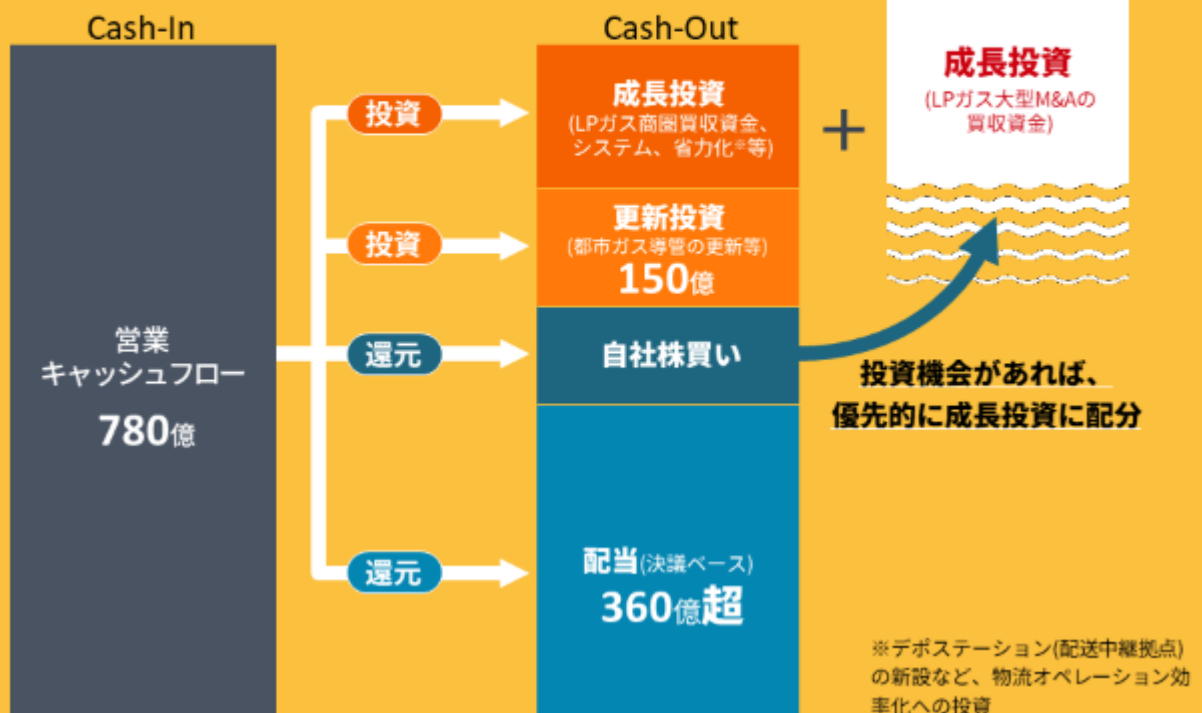 Cash-In
営業
キャッシュフロー
780億
投資
投資
還元
還元
Cash-Out
成長投資
(LPガス商圏買収資金、
システム、省力化※等)
更新投資
(都市ガス導管の更新等)
150億
自社株買い
配当(決議ベース)
360億超
+
成長投資
(LPガス大型M&Aの
買収資金)
投資機会があれば、
優先的に成長投資に配分
※デポステーション(配送中継拠点)
の新設など、物流オペレーション効
率化への投資